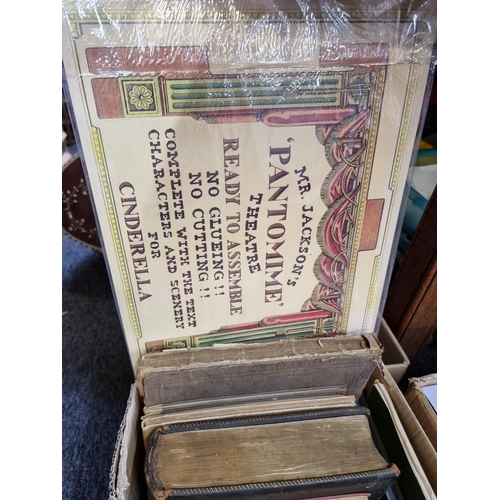 MR. JACKSON'S
'PANTOMIME'
THEATRE
READY TO ASSEMBLE
NO GLUEING!!
NO CUTTING!!
COMPLETE WITH THE TEXT
CHARACTERS AND SCENERY
FOR
CINDERELLA